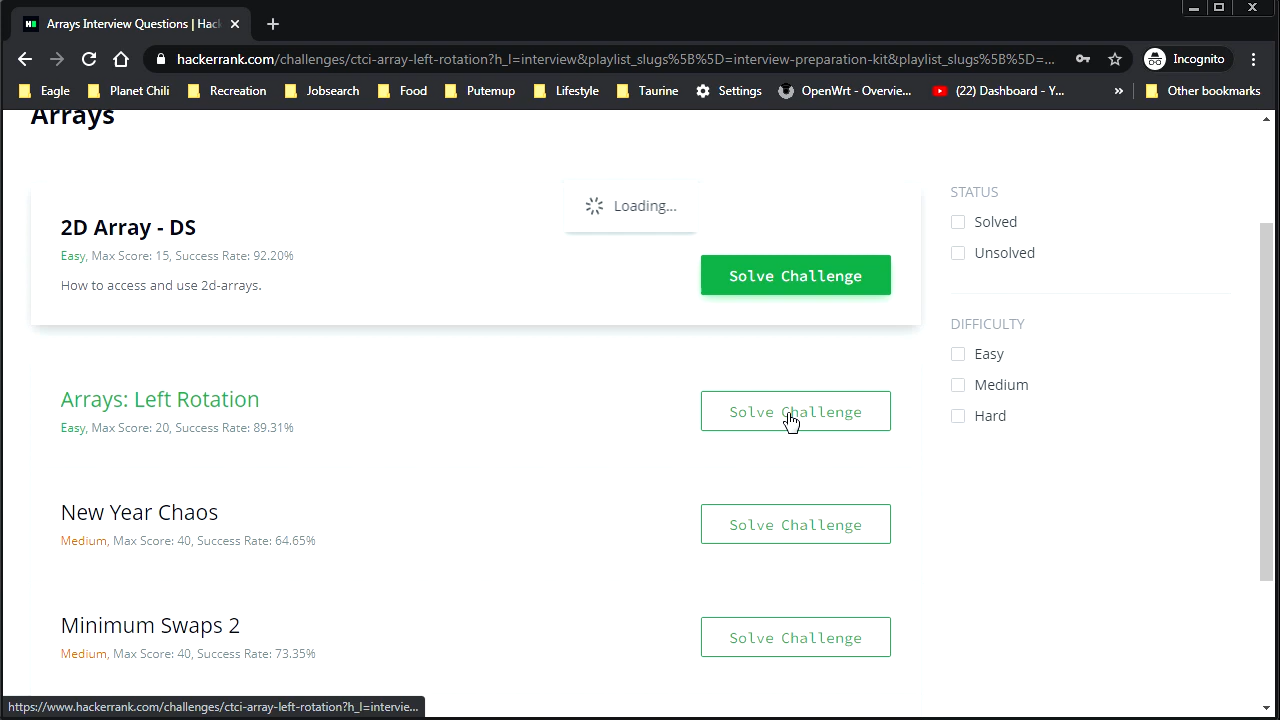 Arrays Interview Questions | Hac
hackerrank.com/challenges/ctci-array-left-rotation?h_l=interview&playlist_slugs%5B%5D=interview-preparation-kit&playlist_slugs%5B%5D=...
Incognito
Eagle
Planet Chili
Recreation
Jobsearch
Food
Putemup
Lifestyle
Taurine
Settings
OpenWrt - Overvie...
(22) Dashboard - Y...
»
Other bookmarks
Arrays
Loading...
2D Array - DS
Easy, Max Score: 15, Success Rate: 92.20%
How to access and use 2d-arrays.
Solve Challenge
Arrays: Left Rotation
Easy, Max Score: 20, Success Rate: 89.31%
Solve Challenge
New Year Chaos
Medium, Max Score: 40, Success Rate: 64.65%
Solve Challenge
Minimum Swaps 2
Medium, Max Score: 40, Success Rate: 73.35%
Solve Challenge
STATUS
Solved
Unsolved
DIFFICULTY
Easy
Medium
Hard
https://www.hackerrank.com/challenges/ctci-array-left-rotation?h_l=intervie...